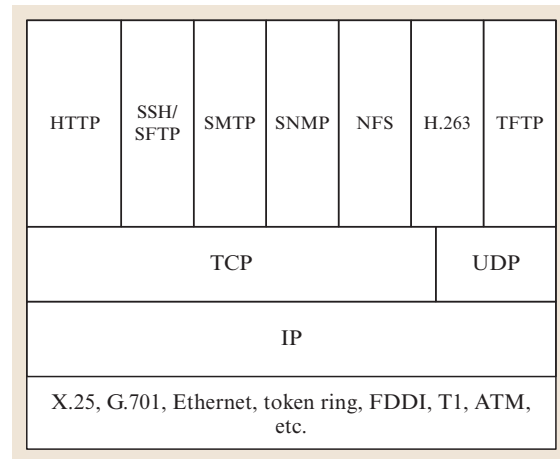 HTTP
SSH/
SFTP
SMTP
SNMP
NFS
H.263
TFTP
TCP
UDP
IP
X.25, G.701, Ethernet, token ring, FDDI, T1, ATM,
etc.